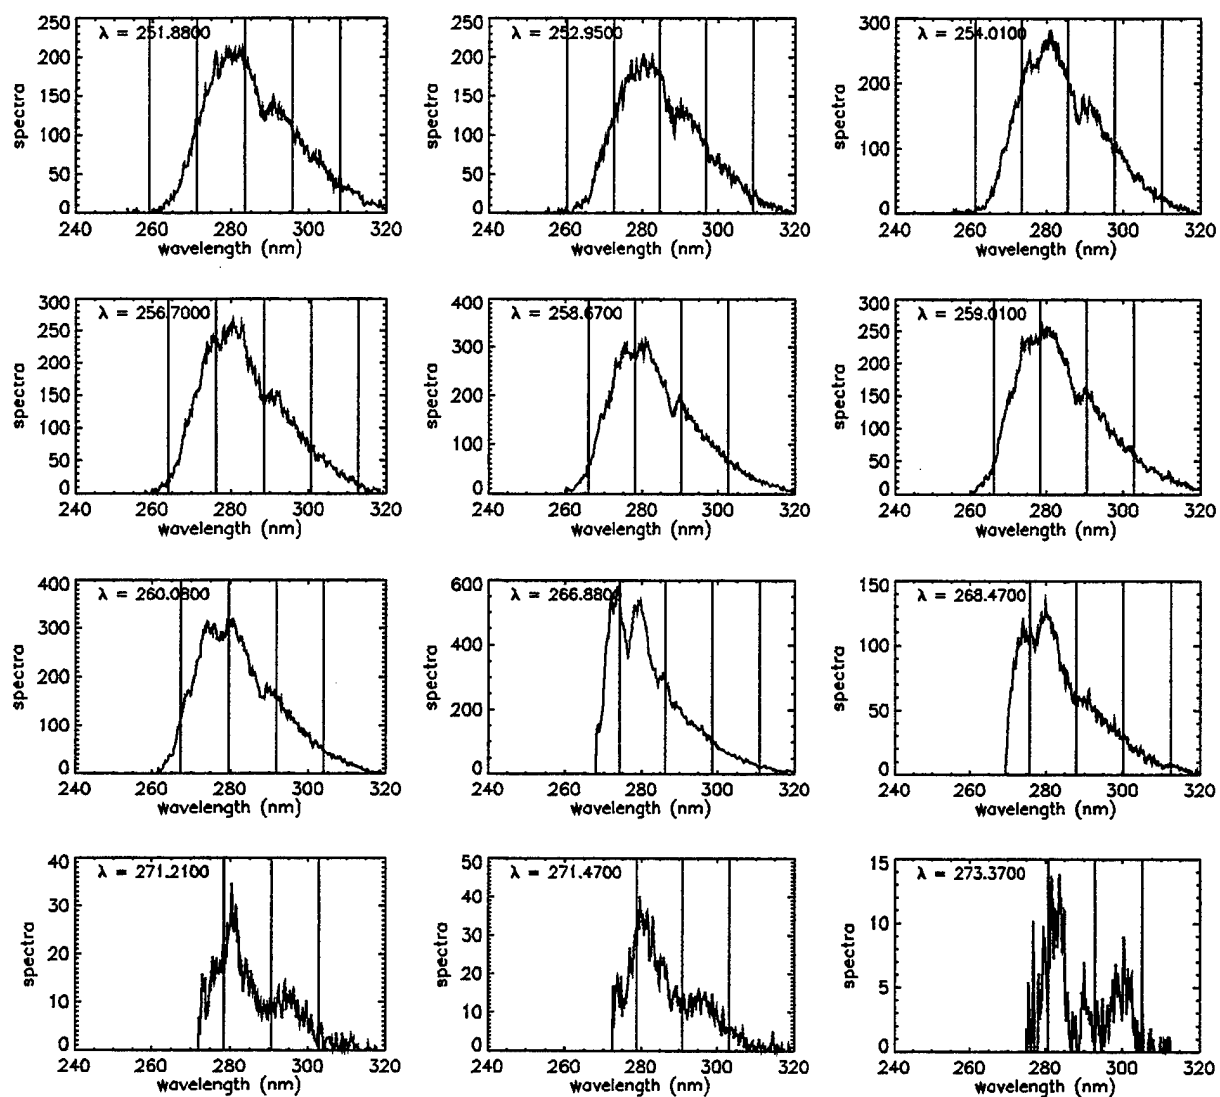 250
200
150
100
50
0
spectra
λ = 251.8800
240 260 280 300 320
wavelength (nm)
250
200
150
100
50
0
spectra
λ = 252.9500
240 260 280 300 320
wavelength (nm)
300
200
100
0
spectra
λ = 254.0100
240 260 280 300 320
wavelength (nm)
300
250
200
150
100
50
0
spectra
λ = 256.7000
240 260 280 300 320
wavelength (nm)
400
300
200
100
0
spectra
λ = 258.6700
240 260 280 300 320
wavelength (nm)
300
250
200
150
100
50
0
spectra
λ = 259.0100
240 260 280 300 320
wavelength (nm)
400
300
200
100
0
spectra
λ = 260.0800
240 260 280 300 320
wavelength (nm)
600
400
200
0
spectra
λ = 266.8800
240 260 280 300 320
wavelength (nm)
150
100
50
0
spectra
λ = 268.4700
240 260 280 300 320
wavelength (nm)
40
30
20
10
0
spectra
λ = 271.2100
240 260 280 300 320
wavelength (nm)
50
40
30
20
10
0
spectra
λ = 271.4700
240 260 280 300 320
wavelength (nm)
15
10
5
0
spectra
λ = 273.3700
240 260 280 300 320
wavelength (nm)